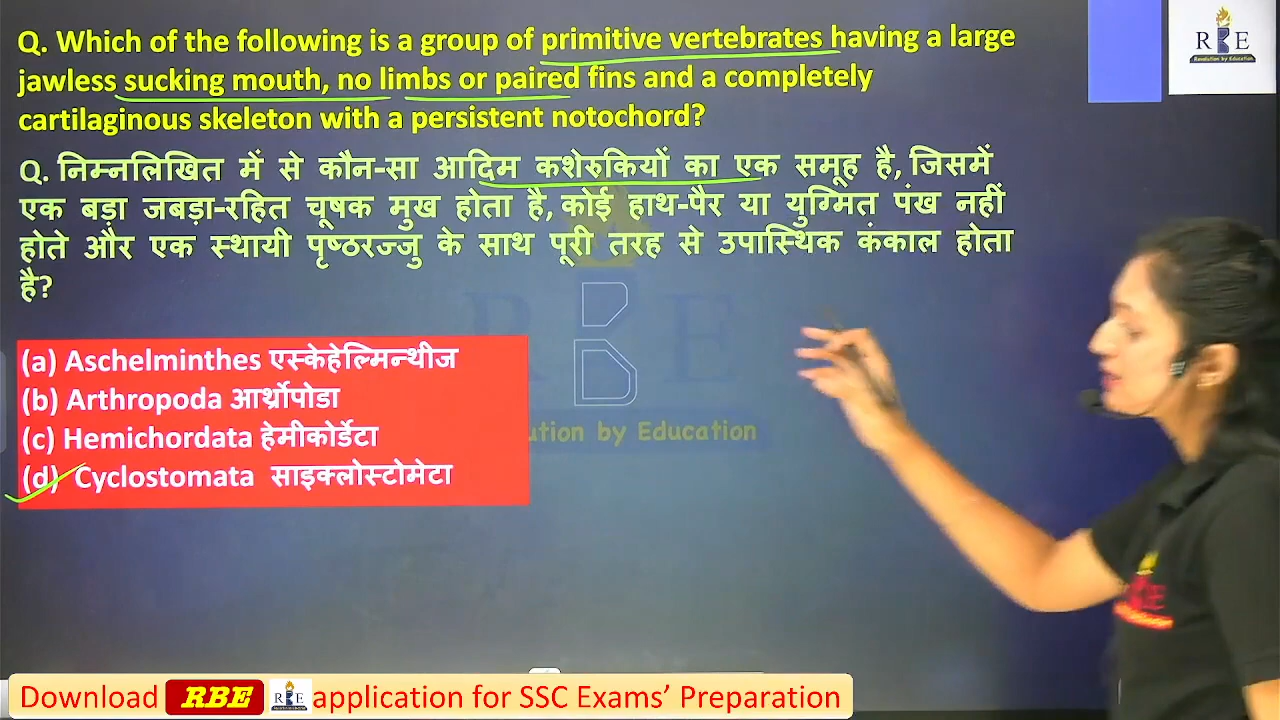 Q. Which of the following is a group of primitive vertebrates having a large
jawless sucking mouth, no limbs or paired fins and a completely
cartilaginous skeleton with a persistent notochord?
Q. निम्नलिखित में से कौन-सा आदिम कशेरुकियों का एक समूह है, जिसमें
एक बड़ा जबड़ा-रहित चूषक मुख होता है, कोई हाथ-पैर या युग्मित पंख नहीं
होते और एक स्थायी पृष्ठरज्जु के साथ पूरी तरह से उपास्थिक कंकाल होता
है?
(a) Aschelminthes एस्केहेल्मिन्थीज
(b) Arthropoda आर्थ्रोपोडा
(c) Hemichordata हेमीकोर्डेटा
(d) Cyclostomata साइक्लोस्टोमेटा
R B E
Revolution by Education
R B E
ution by Education
Download RBE RBE application for SSC Exams' Preparation